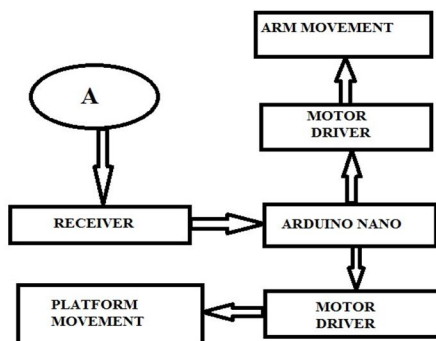 ARM MOVEMENT
A
MOTOR
DRIVER
RECEIVER
ARDUINO NANO
PLATFORM
MOVEMENT
MOTOR
DRIVER